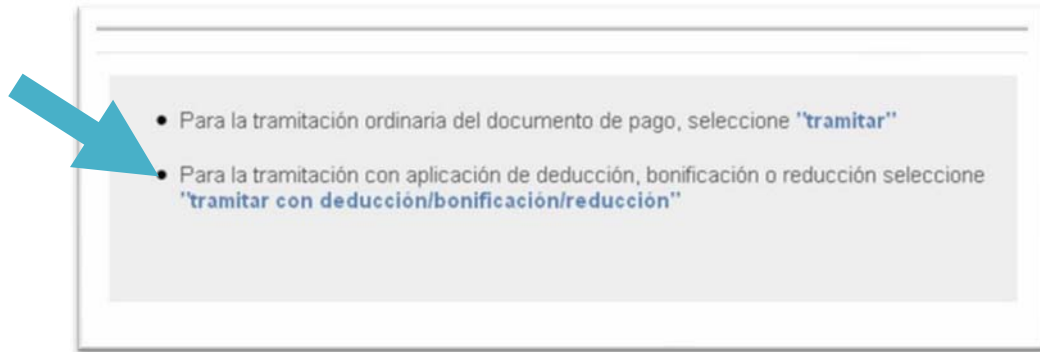 • Para la tramitación ordinaria del documento de pago, seleccione "tramitar"
• Para la tramitación con aplicación de deducción, bonificación o reducción seleccione
"tramitar con deducción/bonificación/reducción"